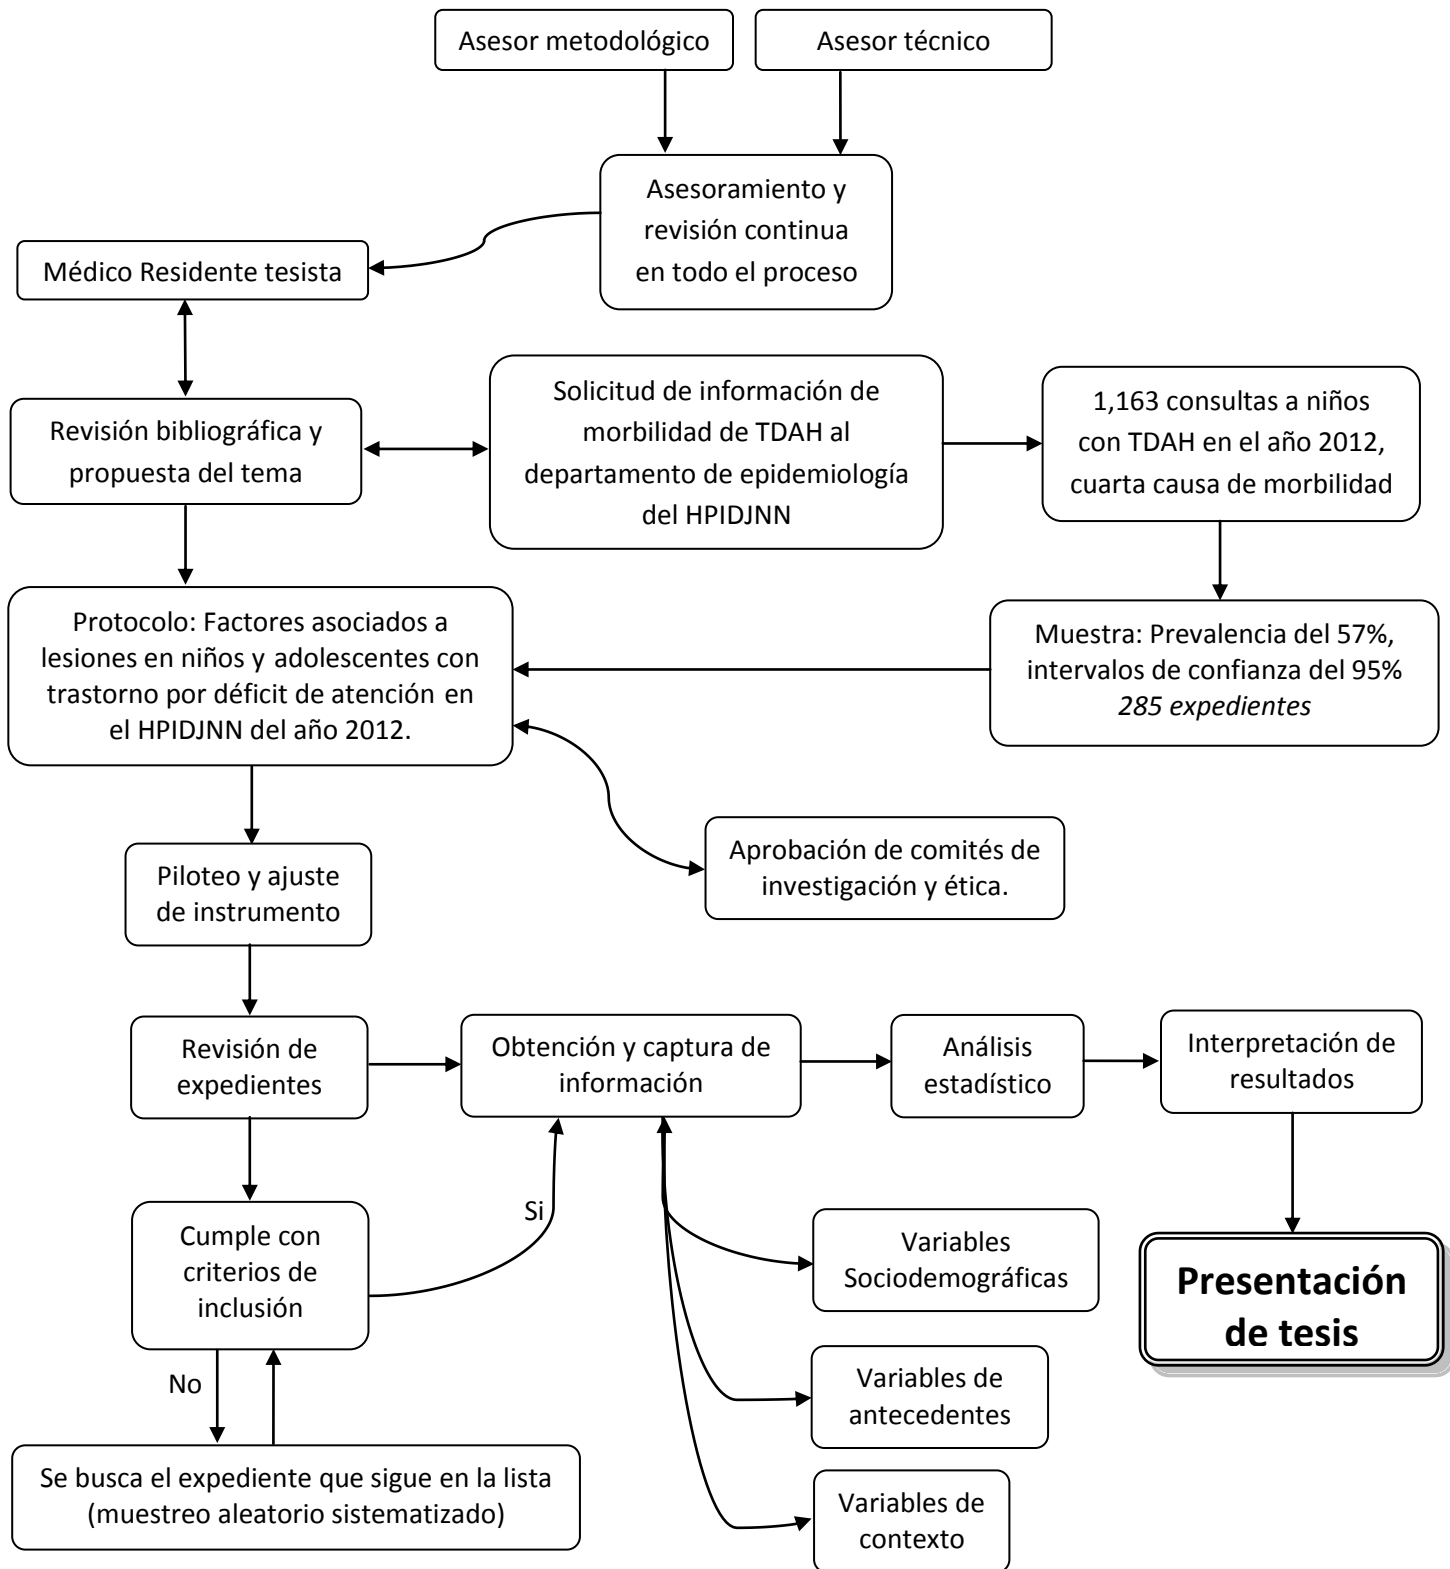 Asesor metodológico
Asesor técnico
Asesoramiento y
revisión continua
en todo el proceso
Médico Residente tesista
Revisión bibliográfica y
propuesta del tema
Solicitud de información de
morbilidad de TDAH al
departamento de epidemiología
del HPIDJNN
1,163 consultas a niños
con TDAH en el año 2012,
cuarta causa de morbilidad
Protocolo: Factores asociados a
lesiones en niños y adolescentes con
trastorno por déficit de atención en
el HPIDJNN del año 2012.
Muestra: Prevalencia del 57%,
intervalos de confianza del 95%
285 expedientes
Aprobación de comités de
investigación y ética.
Piloteo y ajuste
de instrumento
Revisión de
expedientes
Obtención y captura de
información
Análisis
estadístico
Interpretación de
resultados
Cumple con
criterios de
inclusión
Si
No
Variables
Sociodemográficas
Presentación
de tesis
Variables de
antecedentes
Se busca el expediente que sigue en la lista
(muestreo aleatorio sistematizado)
Variables de
contexto